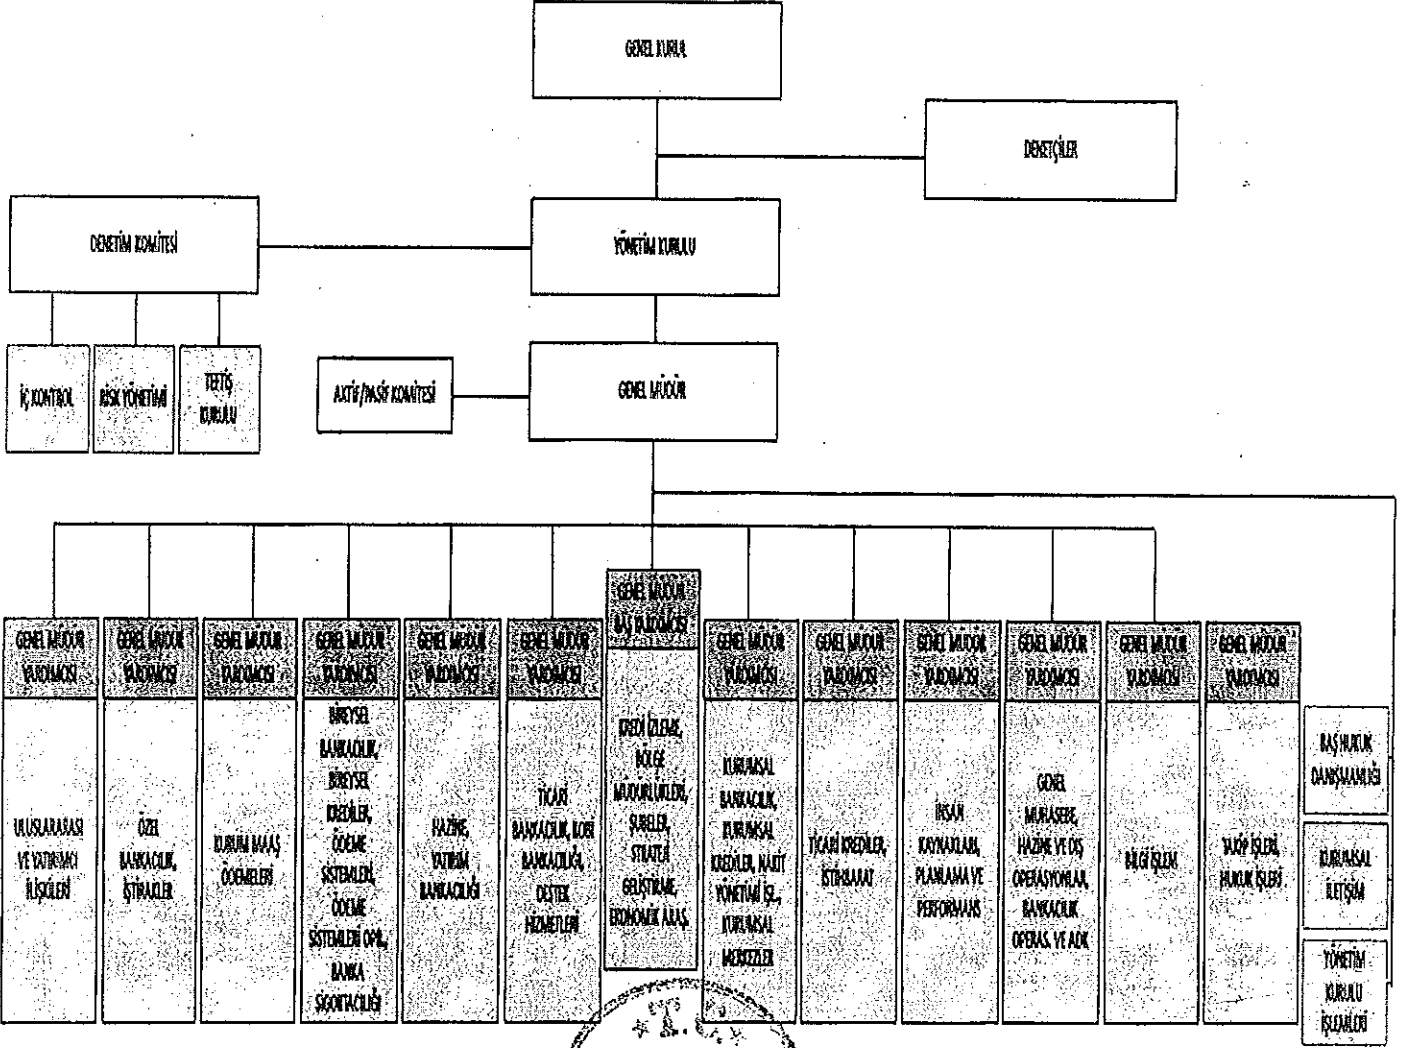 GENEL KURUL
DENETÇİLER
DENETİM KOMİTESİ
YÖNETİM KURULU
İÇ KONTROL
RİSK YÖNETİMİ
TEFTİŞ
KURULU
AKTİF/PASİF KOMİTESİ
GENEL MÜDÜR
GENEL MÜDÜR
YARDIMCISI
ULUSLARARASI
VE YATIRIMCI
İLİŞKİLERİ
GENEL MÜDÜR
YARDIMCISI
ÖZEL
BANKACILIK,
İŞTİRAKLER
GENEL MÜDÜR
YARDIMCISI
KURUM MAAŞ
ÖDEMELERİ
GENEL MÜDÜR
YARDIMCISI
BİREYSEL
BANKACILIK,
BİREYSEL
KREDİLER,
ÖDEME
SİSTEMLERİ,
ÖDEME
SİSTEMLERİ OPR.,
BANKA
SİGORTACILIĞI
GENEL MÜDÜR
YARDIMCISI
HAZİNE,
YATIRIM
BANKACILIĞI
GENEL MÜDÜR
YARDIMCISI
TİCARİ
BANKACILIK, KOBİ
BANKACILIĞI,
DESTEK
HİZMETLERİ
GENEL MÜDÜR
BAŞ YARDIMCISI
KREDİ İZLEME,
BÖLGE
MÜDÜRLÜKLERİ,
ŞUBELER,
STRATEJİ
GELİŞTİRME,
EKONOMİK ARAŞ.
GENEL MÜDÜR
YARDIMCISI
KURUMSAL
BANKACILIK,
KURUMSAL
KREDİLER, NAKİT
YÖNETİMİ İŞL.,
KURUMSAL
MERKEZLER
GENEL MÜDÜR
YARDIMCISI
TİCARİ KREDİLER,
İSTİHBARAT
GENEL MÜDÜR
YARDIMCISI
İNSAN
KAYNAKLARI,
PLANLAMA VE
PERFORMANS
GENEL MÜDÜR
YARDIMCISI
GENEL
MUHASEBE,
HAZİNE VE DIŞ
OPERASYONLAR,
BANKACILIK
OPERAS. VE ADK
GENEL MÜDÜR
YARDIMCISI
BİLGİ İŞLEM
GENEL MÜDÜR
YARDIMCISI
TAKİP İŞLERİ,
HUKUK İŞLERİ
BAŞ HUKUK
DANIŞMANLIĞI
KURUMSAL
İLETİŞİM
YÖNETİM
KURULU
İŞLEMLERİ